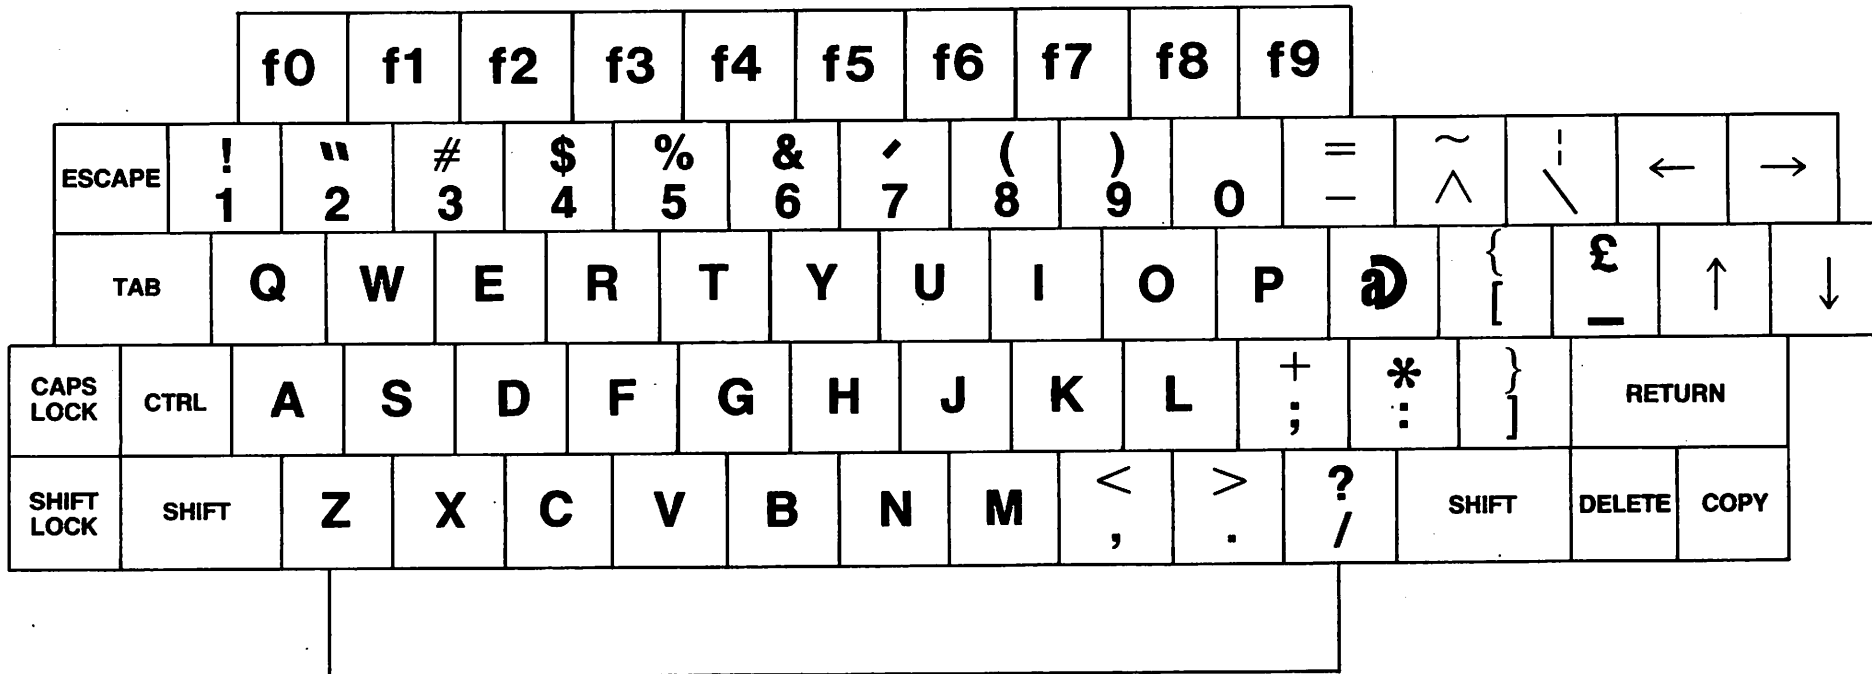 f0 f1 f2 f3 f4 f5 f6 f7 f8 f9
! " # $ % & ' ( ) = ~ ¦
ESCAPE 1 2 3 4 5 6 7 8 9 0 - ^ \ ← →
{ £
TAB Q W E R T Y U I O P @ [ _ ↑ ↓
+ * }
CAPS LOCK CTRL A S D F G H J K L ; : ] RETURN
< > ?
SHIFT LOCK SHIFT Z X C V B N M , . / SHIFT DELETE COPY